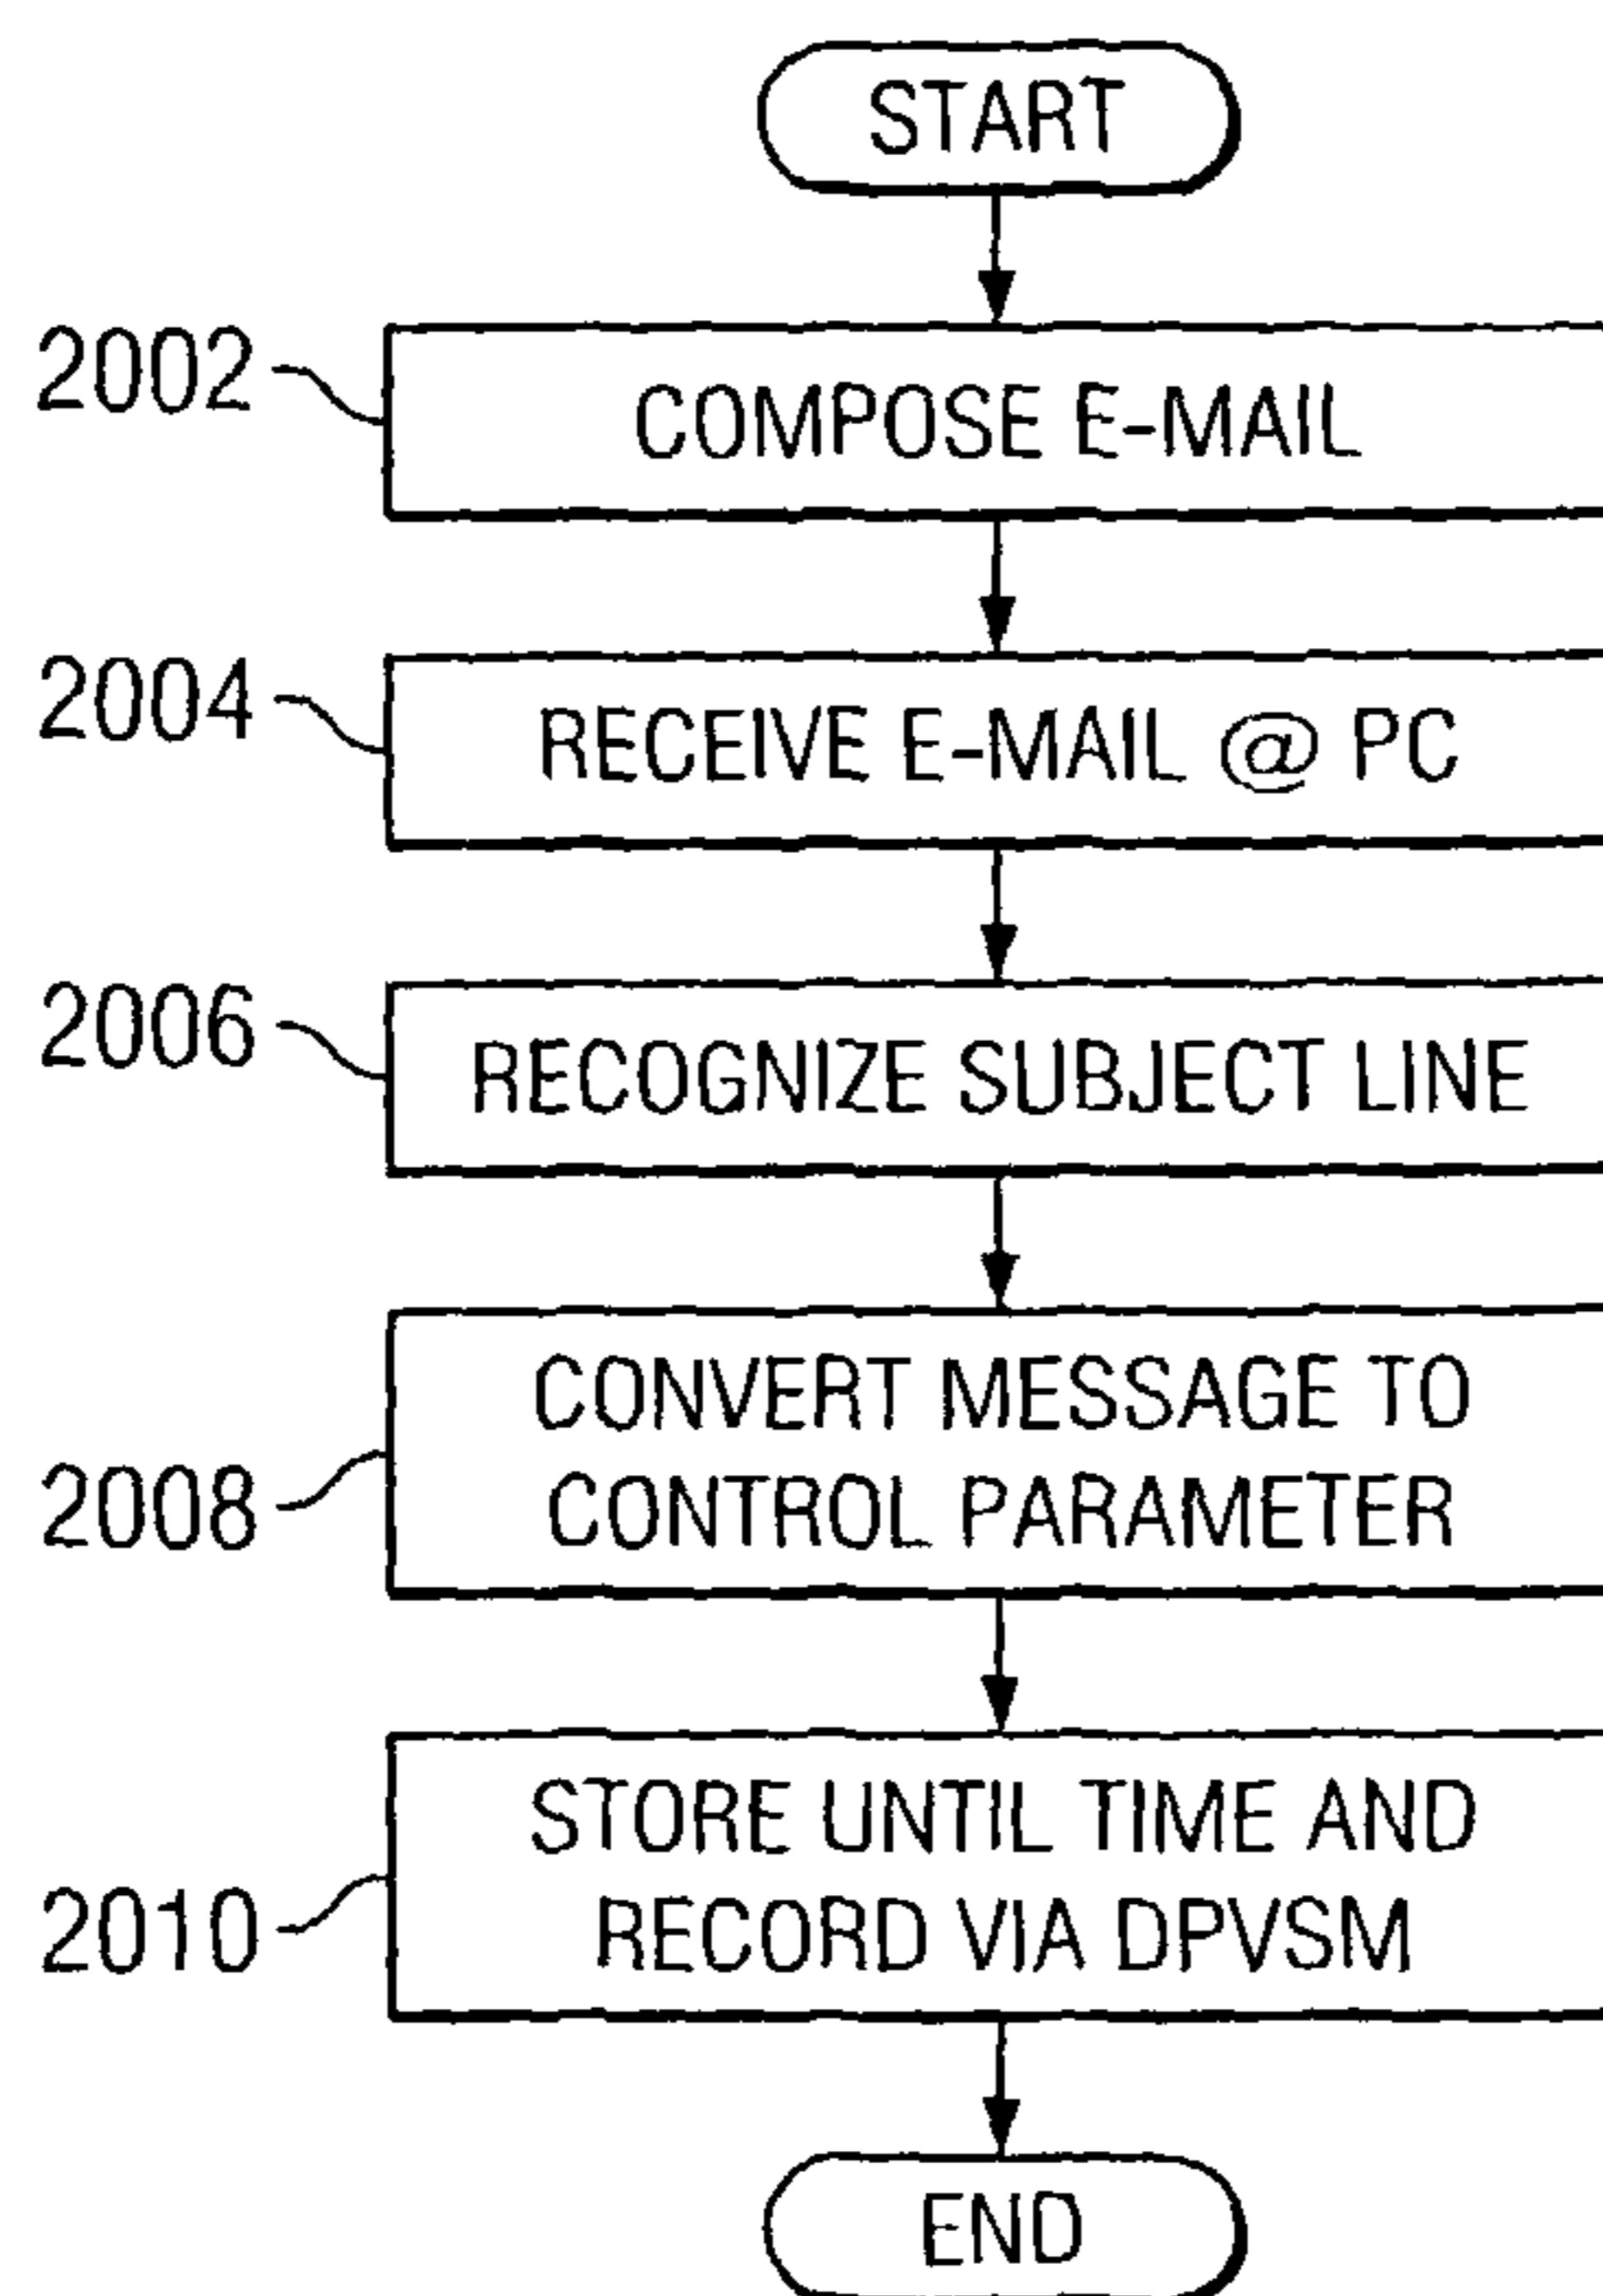 START
2002
COMPOSE E-MAIL
2004
RECEIVE E-MAIL @ PC
2006
RECOGNIZE SUBJECT LINE
2008
CONVERT MESSAGE TO
CONTROL PARAMETER
2010
STORE UNTIL TIME AND
RECORD VIA DPVSM
END